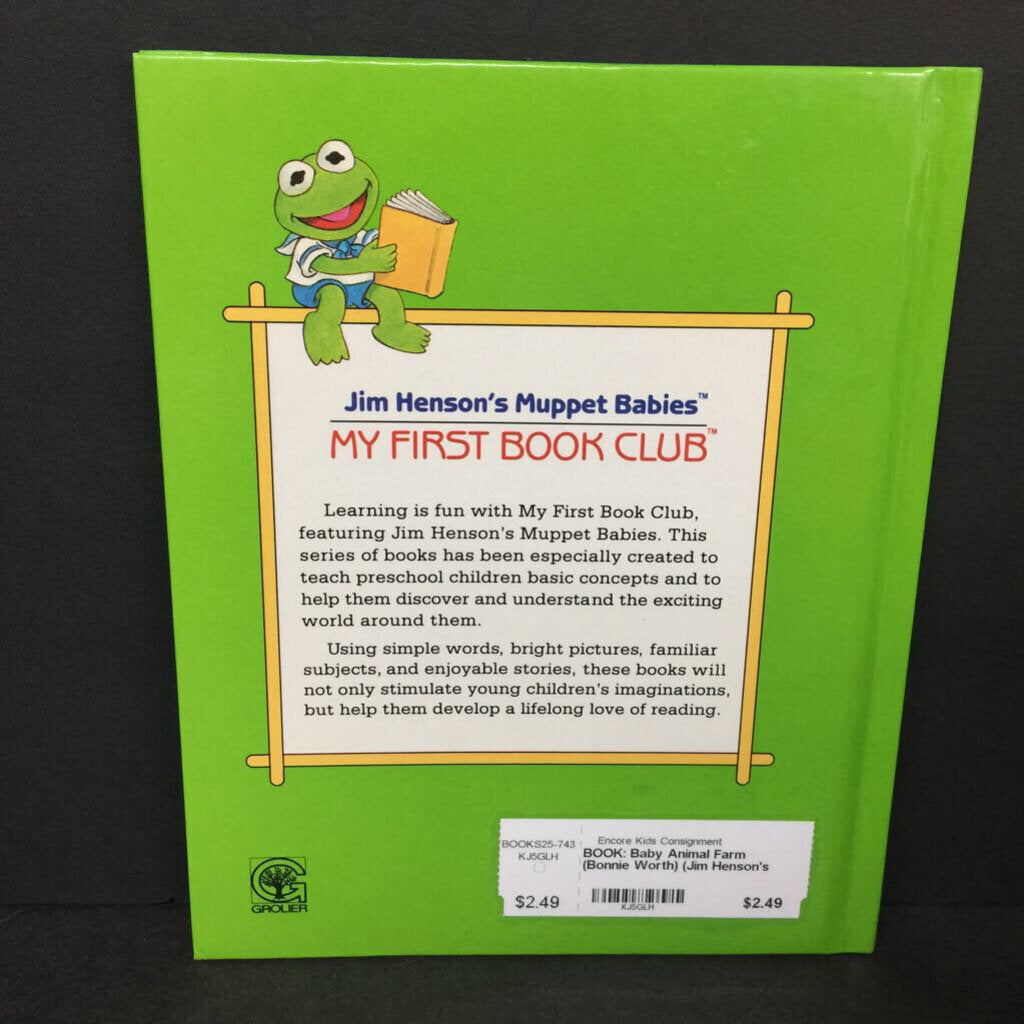 Jim Henson's Muppet Babies™
MY FIRST BOOK CLUB™
Learning is fun with My First Book Club,
featuring Jim Henson's Muppet Babies. This
series of books has been especially created to
teach preschool children basic concepts and to
help them discover and understand the exciting
world around them.
Using simple words, bright pictures, familiar
subjects, and enjoyable stories, these books will
not only stimulate young children's imaginations,
but help them develop a lifelong love of reading.
G
GROLIER
BOOKS25-743
KJ5GLH
$2.49
Encore Kids Consignment
BOOK: Baby Animal Farm
(Bonnie Worth) (Jim Henson's
KJ5GLH
$2.49